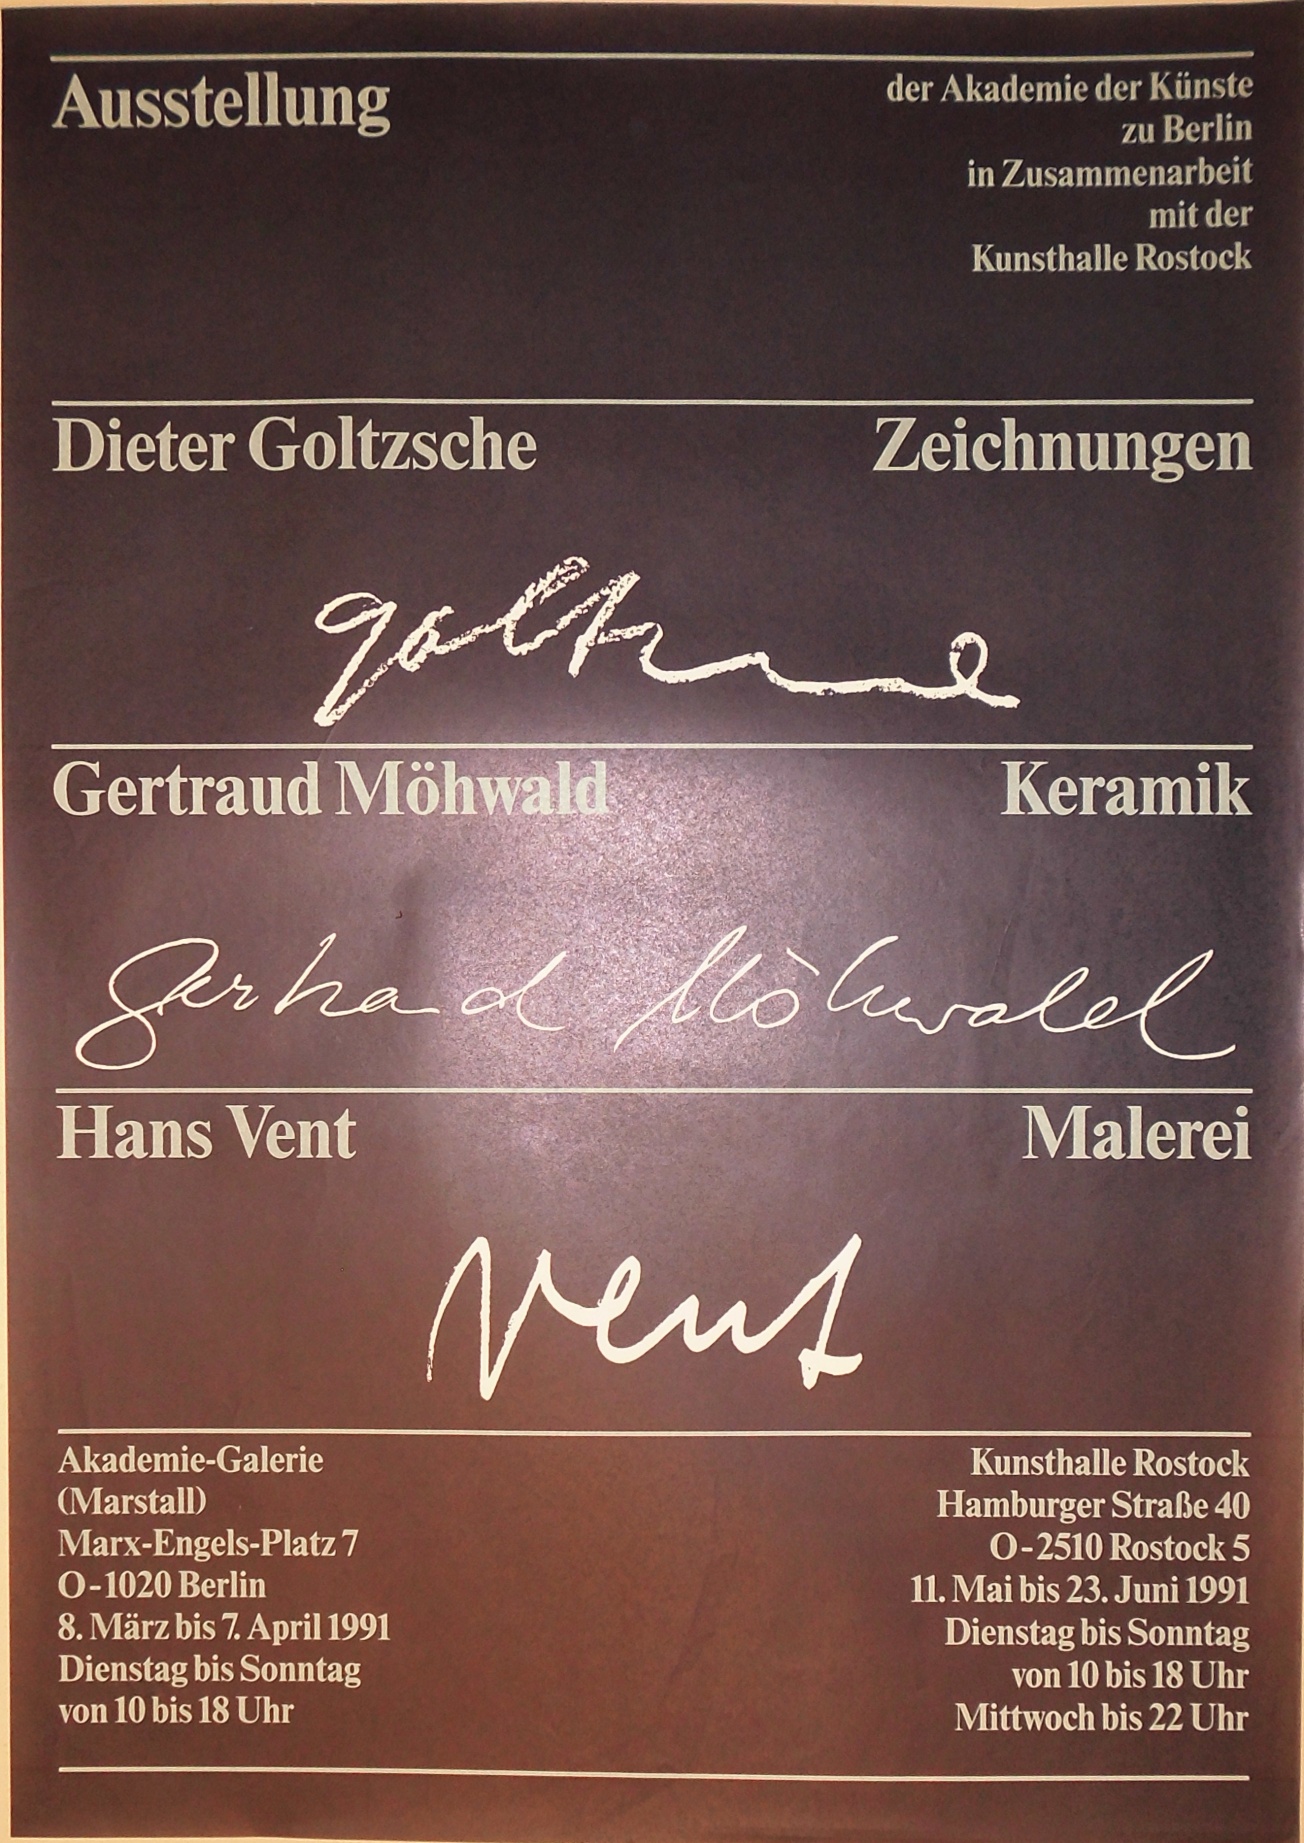 Ausstellung
der Akademie der Künste
zu Berlin
in Zusammenarbeit
mit der
Kunsthalle Rostock
Dieter Goltzsche Zeichnungen
goltzsche
Gertraud Möhwald Keramik
Gertraud Möhwald
Hans Vent Malerei
Vent
Akademie-Galerie
(Marstall)
Marx-Engels-Platz 7
O-1020 Berlin
8. März bis 7. April 1991
Dienstag bis Sonntag
von 10 bis 18 Uhr
Kunsthalle Rostock
Hamburger Straße 40
O-2510 Rostock 5
11. Mai bis 23. Juni 1991
Dienstag bis Sonntag
von 10 bis 18 Uhr
Mittwoch bis 22 Uhr